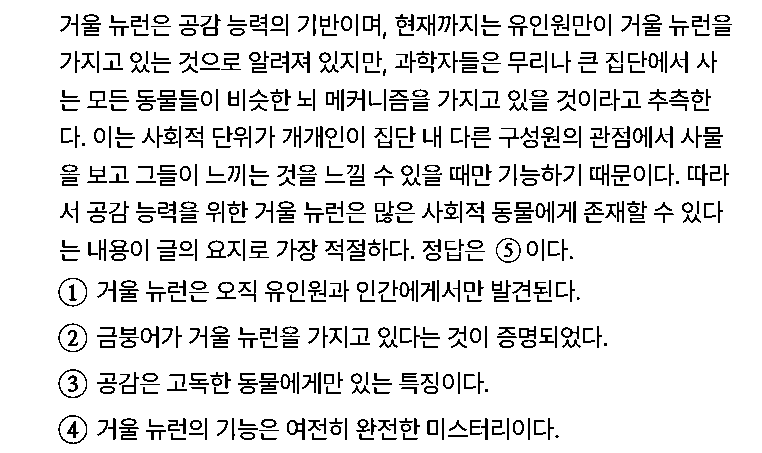 거울 뉴런은 공감 능력의 기반이며, 현재까지는 유인원만이 거울 뉴런을
가지고 있는 것으로 알려져 있지만, 과학자들은 무리나 큰 집단에서 사
는 모든 동물들이 비슷한 뇌 메커니즘을 가지고 있을 것이라고 추측한
다. 이는 사회적 단위가 개개인이 집단 내 다른 구성원의 관점에서 사물
을 보고 그들이 느끼는 것을 느낄 수 있을 때만 기능하기 때문이다. 따라
서 공감 능력을 위한 거울 뉴런은 많은 사회적 동물에게 존재할 수 있다
는 내용이 글의 요지로 가장 적절하다. 정답은 ⑤이다.
① 거울 뉴런은 오직 유인원과 인간에게서만 발견된다.
② 금붕어가 거울 뉴런을 가지고 있다는 것이 증명되었다.
③ 공감은 고독한 동물에게만 있는 특징이다.
④ 거울 뉴런의 기능은 여전히 완전한 미스터리이다.